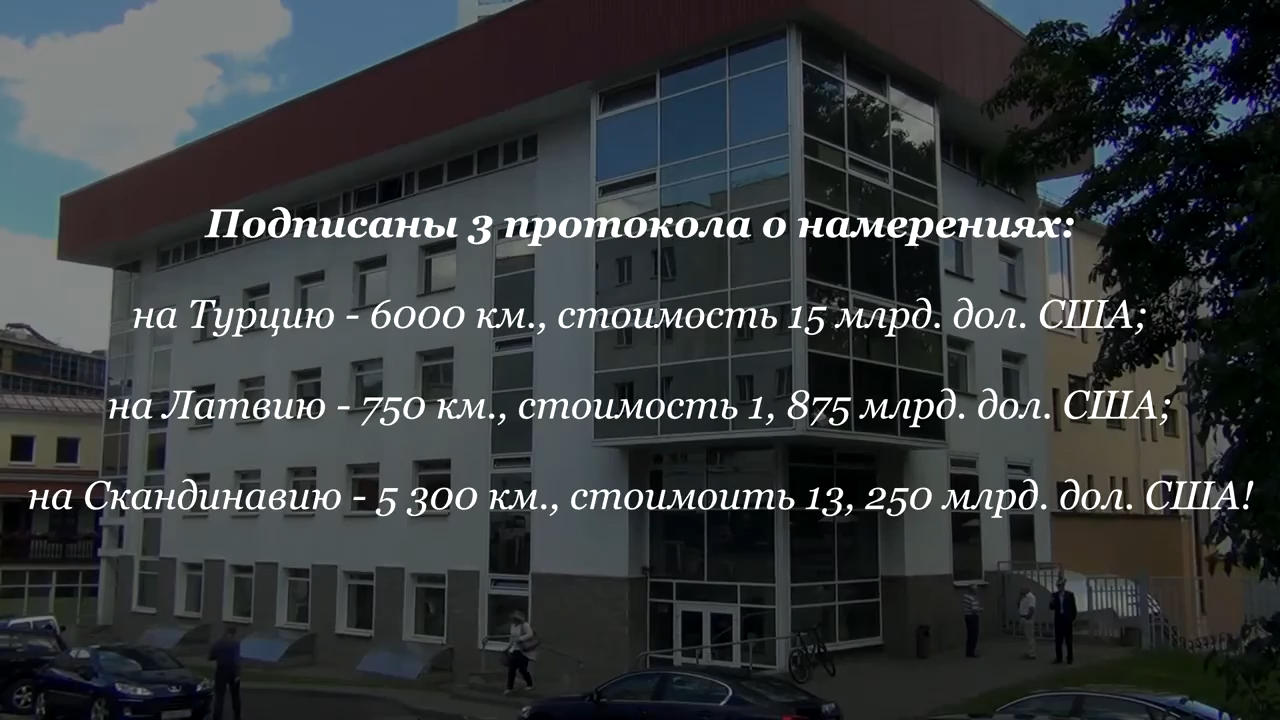 Подписаны 3 протокола о намерениях:
на Турцию - 6000 км., стоимость 15 млрд. дол. США;
на Латвию - 750 км., стоимость 1, 875 млрд. дол. США;
на Скандинавию - 5 300 км., стоимоить 13, 250 млрд. дол. США!